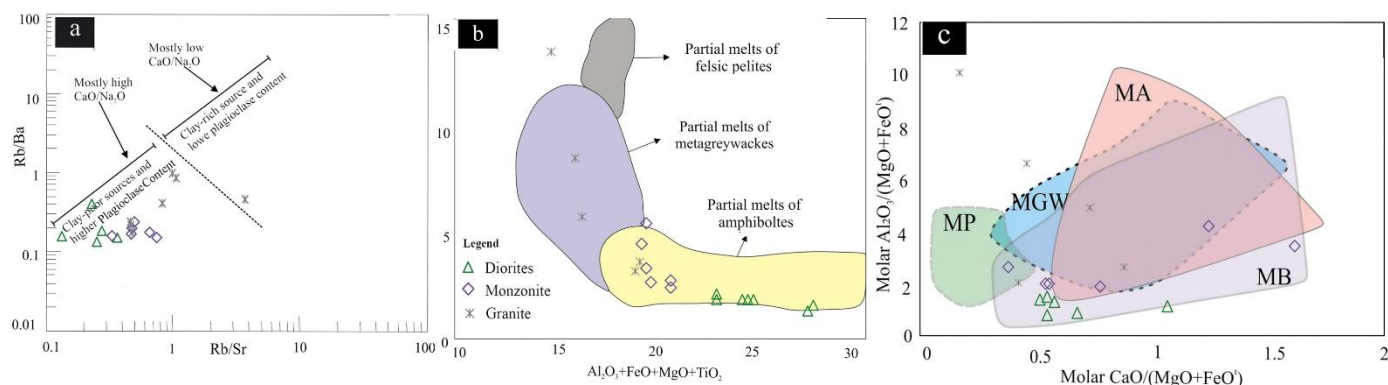 a
Rb/Ba
100
10
1
0.1
0.01
Mostly high
CaO/Na₂O
Mostly low
CaO/Na₂O
Clay-rich source and
lowe plagioclase content
Clay-poor sources and
higher PlagioclaseContent
0.1
1
10
100
Rb/Sr
b
15
10
5
0
Partial melts of
felsic pelites
Partial melts of
metagreywackes
Partial melts of
amphiboltes
Legend
Diorites
Monzonite
Granite
10
15
20
25
30
Al₂O₃+FeO+MgO+TiO₂
c
Molar Al₂O₃/(MgO+FeOᵗ)
12
10
8
6
4
2
0
MA
MGW
MP
MB
0
0.5
1
1.5
2
Molar CaO/(MgO+FeOᵗ)